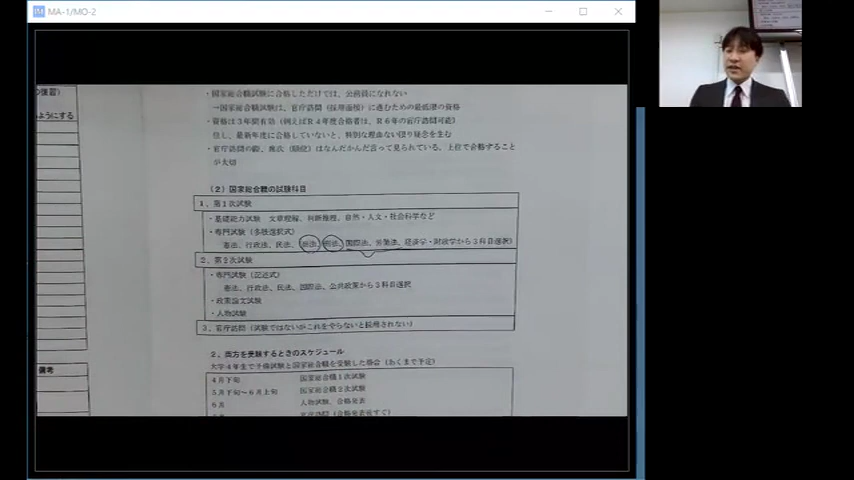 MA-1/MO-2
の復習)
ようにする
備考
・国家総合職試験に合格しただけでは、公務員になれない
→国家総合職試験は、官庁訪問(採用面接)に進むための最低限の資格
・資格は3年間有効(例えばR4年度合格者は、R6年の官庁訪問可能)
但し、最新年度に合格していないと、特別な理由ない限り疑念を生む
・官庁訪問の際、席次(順位)はなんだかんだ言って見られている、上位で合格すること
が大切
(2)国家総合職の試験科目
1、第1次試験
・基礎能力試験 文章理解、判断推理、自然・人文・社会科学など
・専門試験(多肢選択式)
憲法、行政法、民法、商法、刑法、国際法、労働法、経済学・財政学から3科目選択)
2、第2次試験
・専門試験(記述式)
憲法、行政法、民法、国際法、公共政策から3科目選択
・政策論文試験
・人物試験
3、官庁訪問(試験ではないがこれをやらないと採用されない)
2、両方を受験するときのスケジュール
大学4年生で予備試験と国家総合職を受験した場合(あくまで予定)
4月下旬 国家総合職1次試験
5月下旬~6月上旬 国家総合職2次試験
6月 人物試験、合格発表
官庁訪問(合格発表後すぐ)